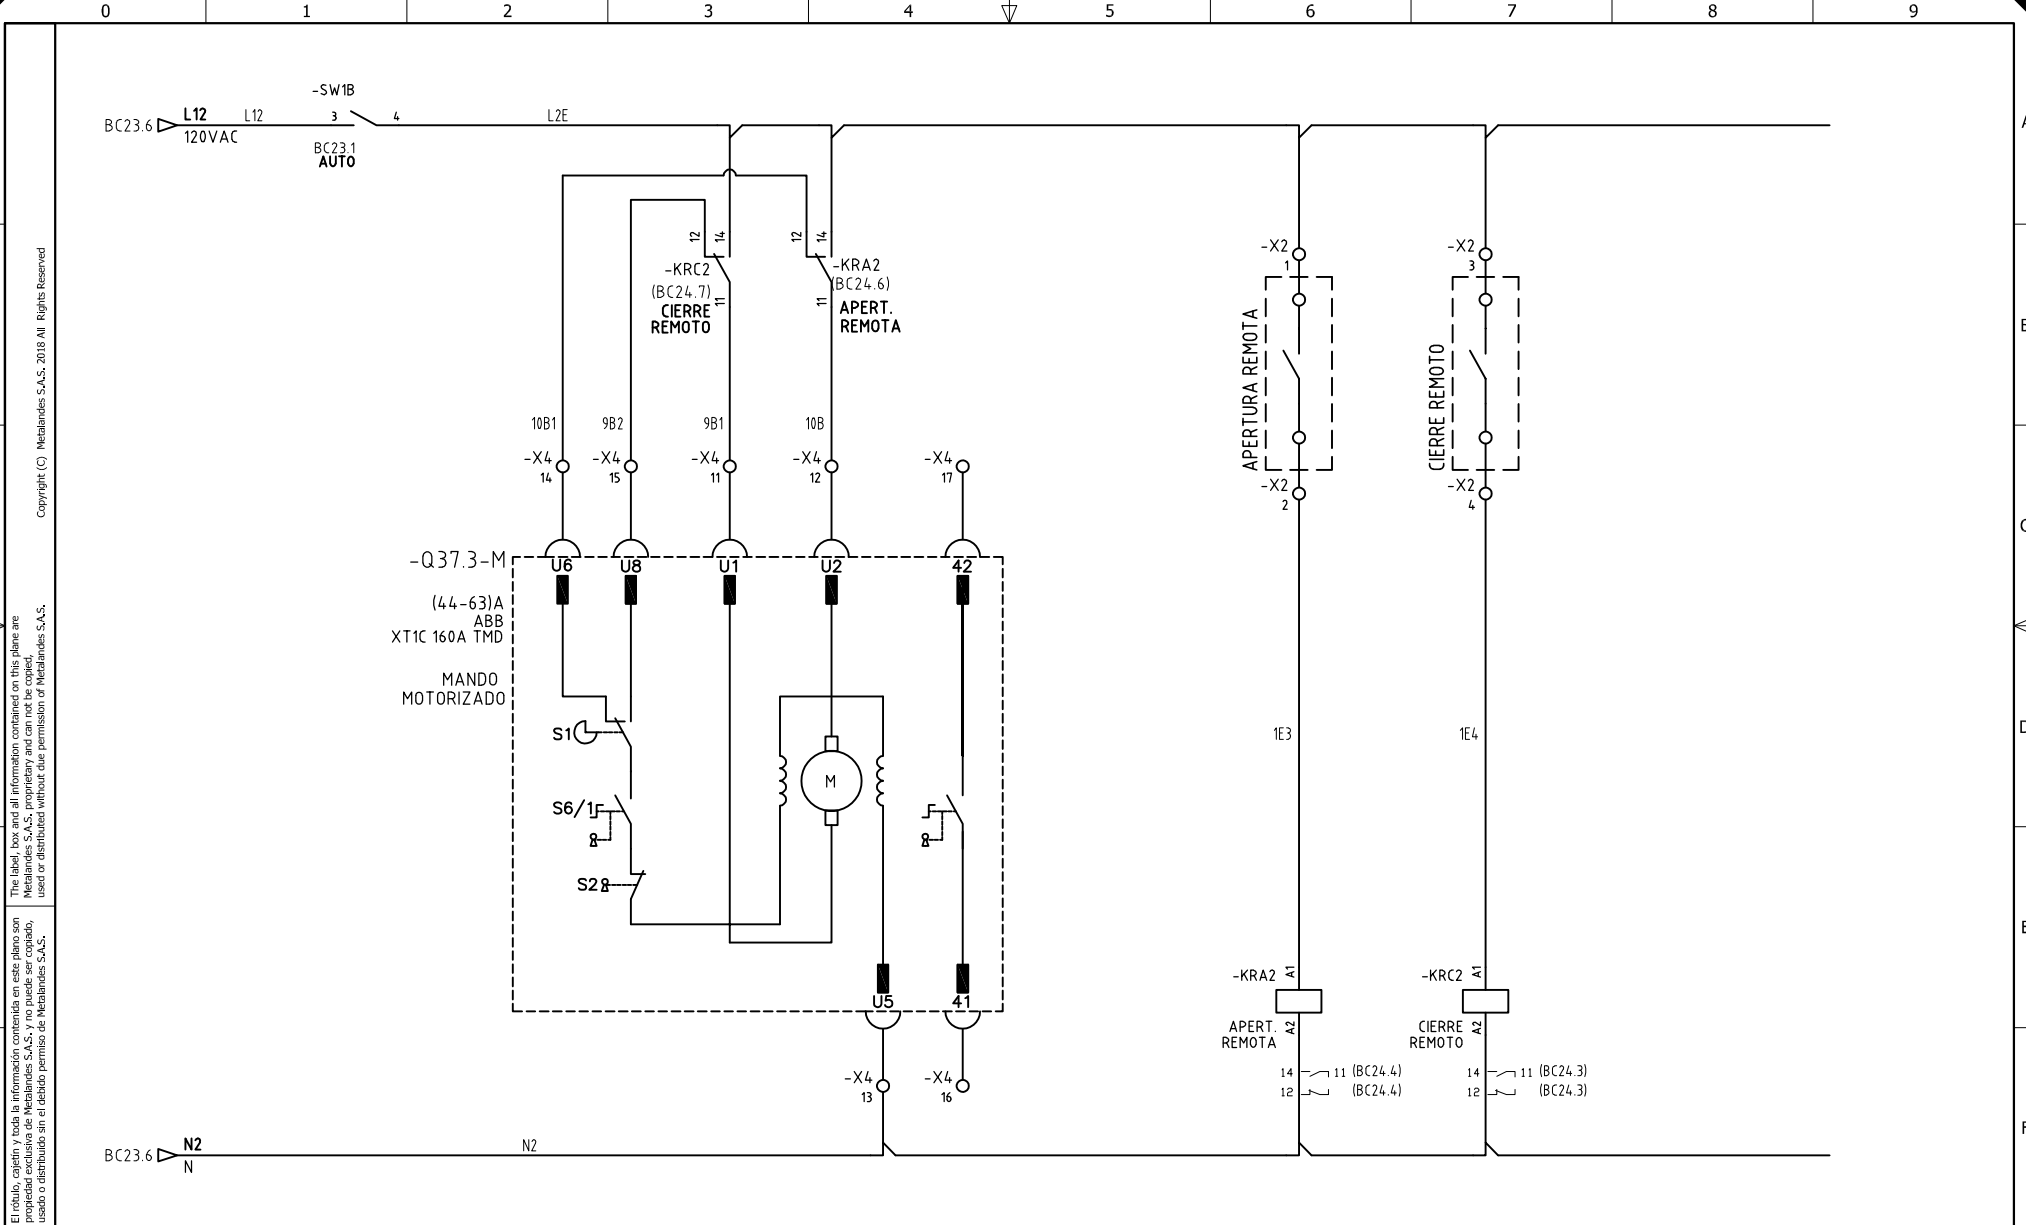 0 1 2 3 4 5 6 7 8 9
-SW1B
BC23.6 L12 L12 3 4 L2E
120VAC
BC23.1
AUTO
12 14 12 14
-KRC2
(BC24.7)
11
CIERRE
REMOTO
-KRA2
(BC24.6)
11
APERT.
REMOTA
-X2
1
-X2
3
APERTURA REMOTA
CIERRE REMOTO
10B1 9B2 9B1 10B
-X4 -X4 -X4 -X4 -X4
14 15 11 12 17
-X2
2
-X2
4
-Q37.3-M
U6 U8 U1 U2 42
(44-63)A
ABB
XT1C 160A TMD
MANDO
MOTORIZADO
S1
M
S6/1
S2
1E3 1E4
U5 41
-KRA2 A1
-KRC2 A1
APERT. A2
REMOTA
CIERRE A2
REMOTO
14 11 (BC24.4)
12 (BC24.4)
14 11 (BC24.3)
12 (BC24.3)
-X4 -X4
13 16
BC23.6 N2 N2
N
A
B
C
D
E
F
Copyright (C) Metalandes S.A.S. 2018 All Rights Reserved
The label, box and all information contained on this plane are
Metalandes S.A.S. proprietary and can not be copied,
used or distributed without due permission of Metalandes S.A.S.
El rótulo, cajetín y toda la información contenida en este plano son
propiedad exclusiva de Metalandes S.A.S. y no puede ser copiado,
usado o distribuido sin el debido permiso de Metalandes S.A.S.